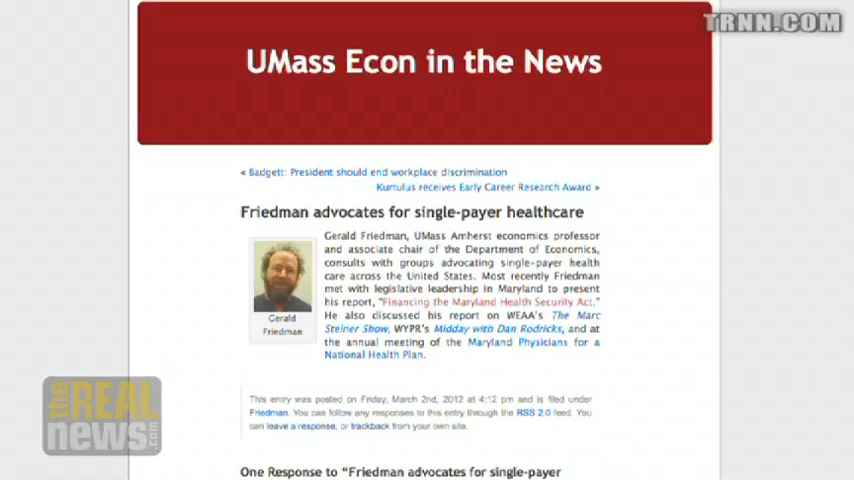 TRNN.COM
UMass Econ in the News
« Badgett: President should end workplace discrimination
Kurtulus receives Early Career Research Award »
Friedman advocates for single-payer healthcare
Gerald Friedman, UMass Amherst economics professor
and associate chair of the Department of Economics,
consults with groups advocating single-payer health
care across the United States. Most recently Friedman
met with legislative leadership in Maryland to present
his report, "Financing the Maryland Health Security Act."
He also discussed his report on WEAA's The Marc
Steiner Show, WYPR's Midday with Dan Rodricks, and at
the annual meeting of the Maryland Physicians for a
National Health Plan.
Gerald
Friedman
This entry was posted on Friday, March 2nd, 2012 at 4:12 pm and is filed under
Friedman. You can follow any responses to this entry through the RSS 2.0 feed. You
can leave a response, or trackback from your own site.
the REAL
news.com
One Response to "Friedman advocates for single-payer